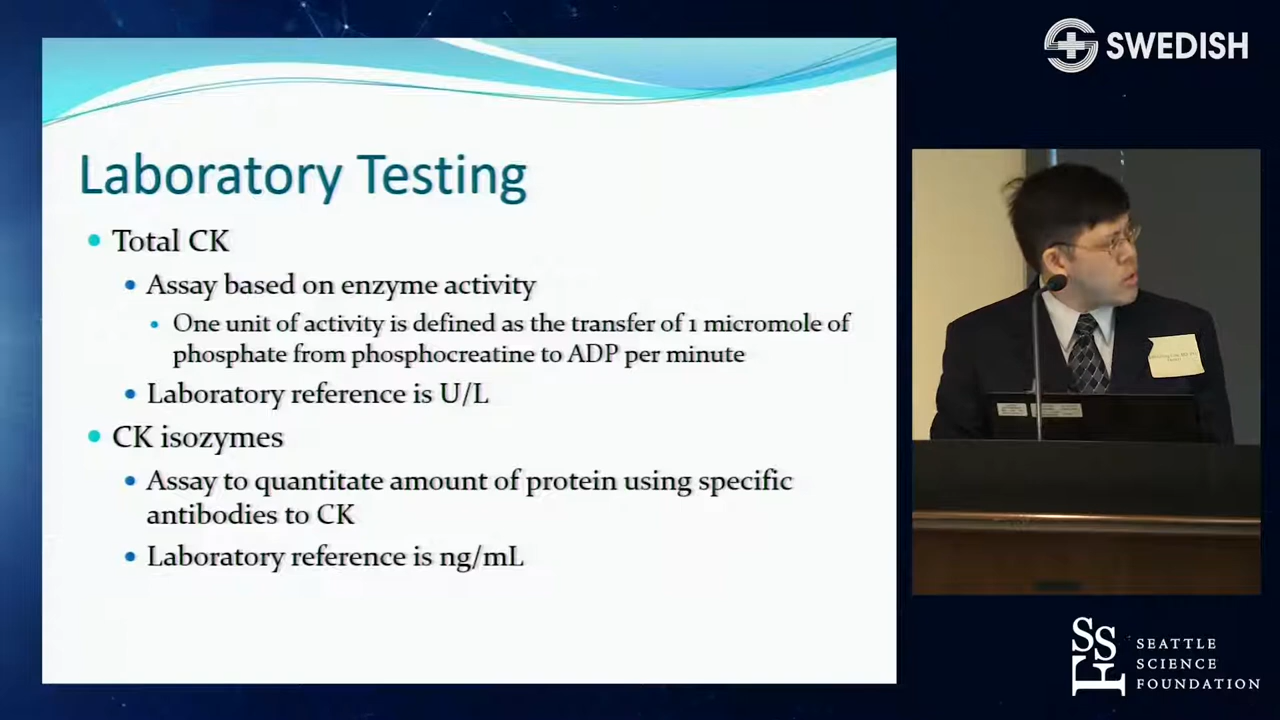 SWEDISH
Laboratory Testing
• Total CK
• Assay based on enzyme activity
• One unit of activity is defined as the transfer of 1 micromole of
phosphate from phosphocreatine to ADP per minute
• Laboratory reference is U/L
• CK isozymes
• Assay to quantitate amount of protein using specific
antibodies to CK
• Laboratory reference is ng/mL
SSF
SEATTLE
SCIENCE
FOUNDATION